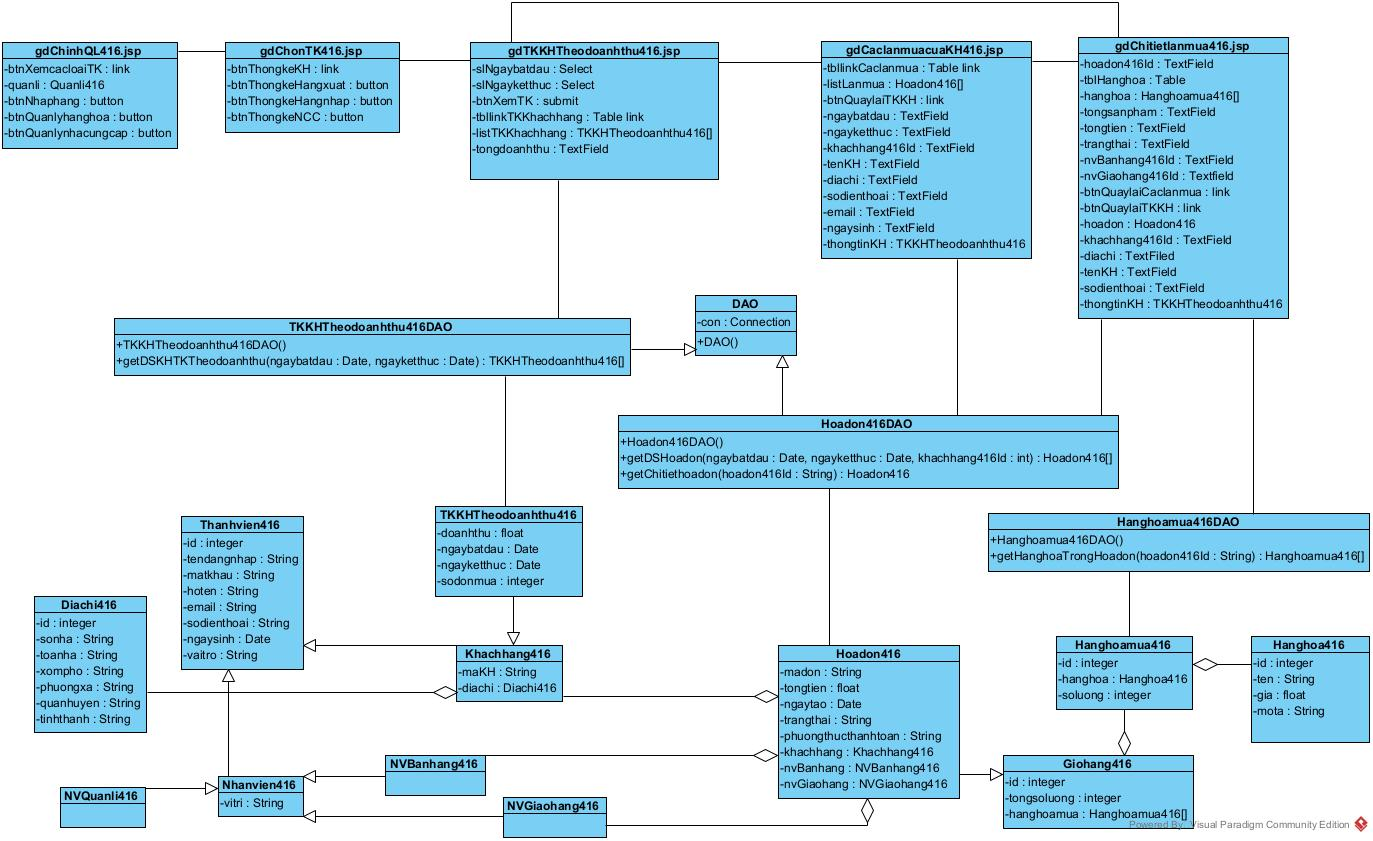 gdChinhQL416.jsp
-btnXemcacloaiTK : link
-quanli : Quanli416
-btnNhaphang : button
-btnQuanlyhanghoa : button
-btnQuanlynhacungcap : button
gdChonTK416.jsp
-btnThongkeKH : link
-btnThongkeHangxuat : button
-btnThongkeHangnhap : button
-btnThongkeNCC : button
gdTKKHTheodoanhthu416.jsp
-slNgaybatdau : Select
-slNgayketthuc : Select
-btnXemTK : submit
-tbllinkTKKhachhang : Table link
-listTKKhachhang : TKKHTheodoanhthu416[]
-tongdoanhthu : TextField
gdCaclanmuacuaKH416.jsp
-tbllinkCaclanmua : Table link
-listLanmua : Hoadon416[]
-btnQuaylaiTKKH : link
-ngaybatdau : TextField
-ngayketthuc : TextField
-khachhang416Id : TextField
-tenKH : TextField
-diachi : TextField
-sodienthoai : TextField
-email : TextField
-ngaysinh : TextField
-thongtinKH : TKKHTheodoanhthu416
gdChitietlanmua416.jsp
-hoadon416Id : TextField
-tblHanghoa : Table
-hanghoa : Hanghoamua416[]
-tongsanpham : TextField
-tongtien : TextField
-trangthai : TextField
-nvBanhang416Id : TextField
-nvGiaohang416Id : Textfield
-btnQuaylaiCaclanmua : link
-btnQuaylaiTKKH : link
-hoadon : Hoadon416
-khachhang416Id : TextField
-diachi : TextFiled
-tenKH : TextField
-sodienthoai : TextField
-thongtinKH : TKKHTheodoanhthu416
DAO
-con : Connection
+DAO()
TKKHTheodoanhthu416DAO
+TKKHTheodoanhthu416DAO()
+getDSKHTKTheodoanhthu(ngaybatdau : Date, ngayketthuc : Date) : TKKHTheodoanhthu416[]
Hoadon416DAO
+Hoadon416DAO()
+getDSHoadon(ngaybatdau : Date, ngayketthuc : Date, khachhang416Id : int) : Hoadon416[]
+getChitiethoadon(hoadon416Id : String) : Hoadon416
Hanghoamua416DAO
+Hanghoamua416DAO()
+getHanghoaTrongHoadon(hoadon416Id : String) : Hanghoamua416[]
Thanhvien416
-id : integer
-tendangnhap : String
-matkhau : String
-hoten : String
-email : String
-sodienthoai : String
-ngaysinh : Date
-vaitro : String
TKKHTheodoanhthu416
-doanhthu : float
-ngaybatdau : Date
-ngayketthuc : Date
-sodonmua : integer
Diachi416
-id : integer
-sonha : String
-toanha : String
-xompho : String
-phuongxa : String
-quanhuyen : String
-tinhthanh : String
Khachhang416
-maKH : String
-diachi : Diachi416
Hoadon416
-madon : String
-tongtien : float
-ngaytao : Date
-trangthai : String
-phuongthucthanhtoan : String
-khachhang : Khachhang416
-nvBanhang : NVBanhang416
-nvGiaohang : NVGiaohang416
Hanghoamua416
-id : integer
-hanghoa : Hanghoa416
-soluong : integer
Hanghoa416
-id : integer
-ten : String
-gia : float
-mota : String
NVQuanli416
Nhanvien416
-vitri : String
NVBanhang416
NVGiaohang416
Giohang416
-id : integer
-tongsoluong : integer
-hanghoamua : Hanghoamua416[]
Powered By: Visual Paradigm Community Edition